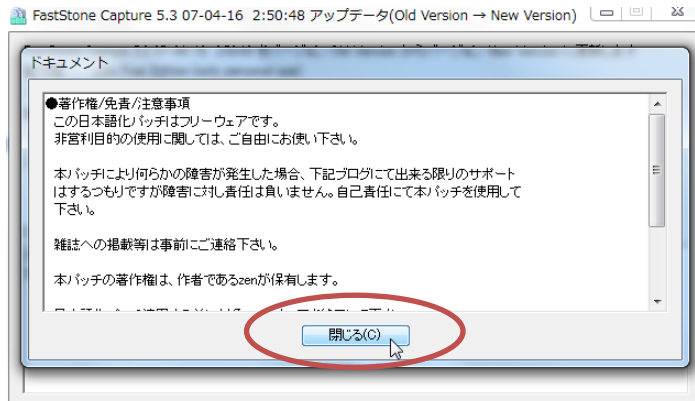 FastStone Capture 5.3 07-04-16 2:50:48 アップデータ(Old Version → New Version)
ドキュメント
●著作権/免責/注意事項
この日本語化パッチはフリーウェアです。
非営利目的の使用に関しては、ご自由にお使い下さい。
本パッチにより何らかの障害が発生した場合、下記ブログにて出来る限りのサポート
はするつもりですが障害に対し責任は負いません。自己責任にて本パッチを使用して
下さい。
雑誌への掲載等は事前にご連絡下さい。
本パッチの著作権は、作者であるzenが保有します。
閉じる(C)